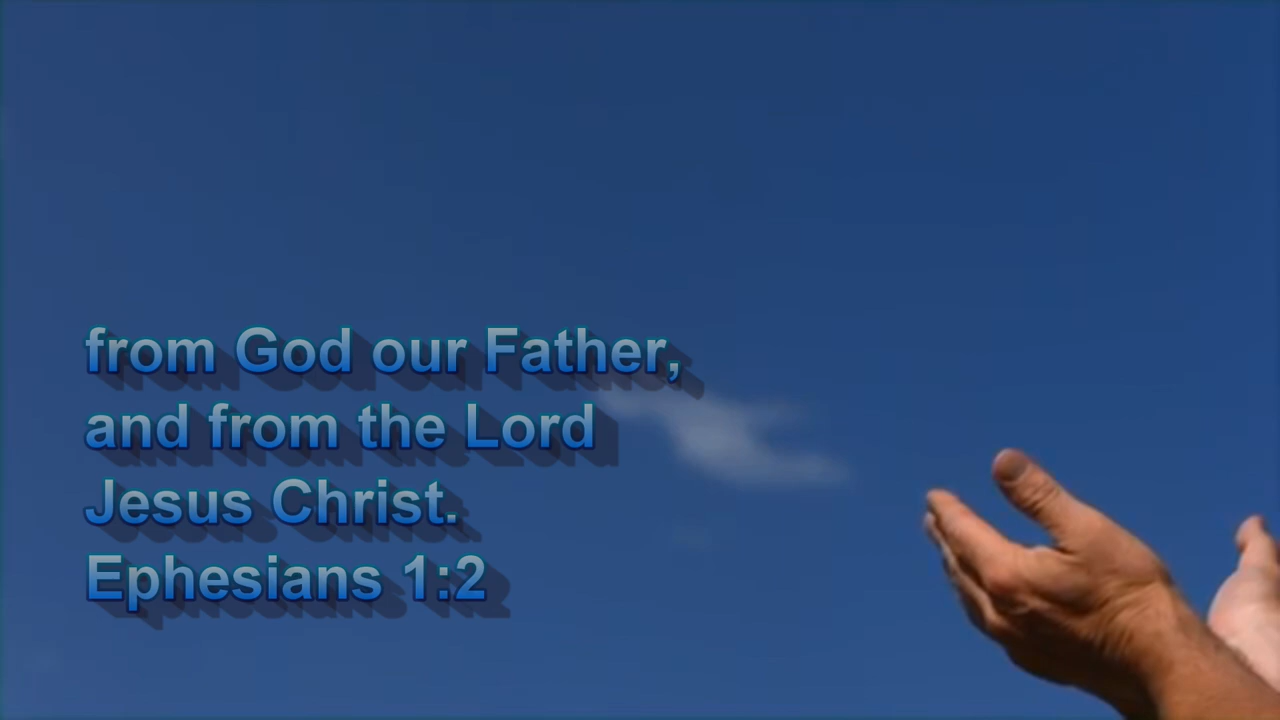 from God our Father,
and from the Lord
Jesus Christ.
Ephesians 1:2